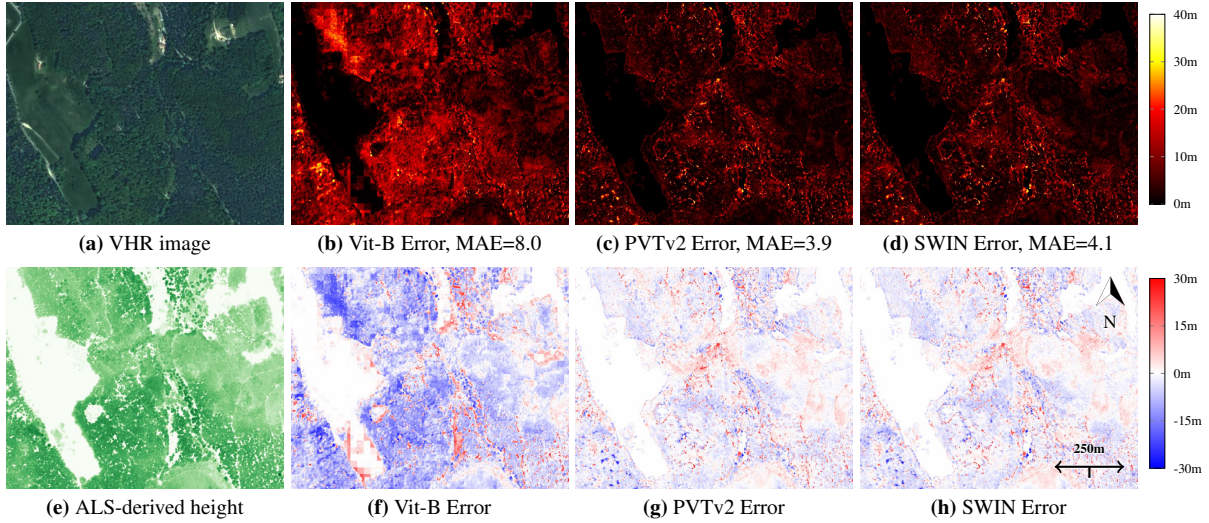 40m
30m
20m
10m
0m
(a) VHR image
(b) Vit-B Error, MAE=8.0
(c) PVTv2 Error, MAE=3.9
(d) SWIN Error, MAE=4.1
N
30m
15m
0m
-15m
-30m
250m
(e) ALS-derived height
(f) Vit-B Error
(g) PVTv2 Error
(h) SWIN Error